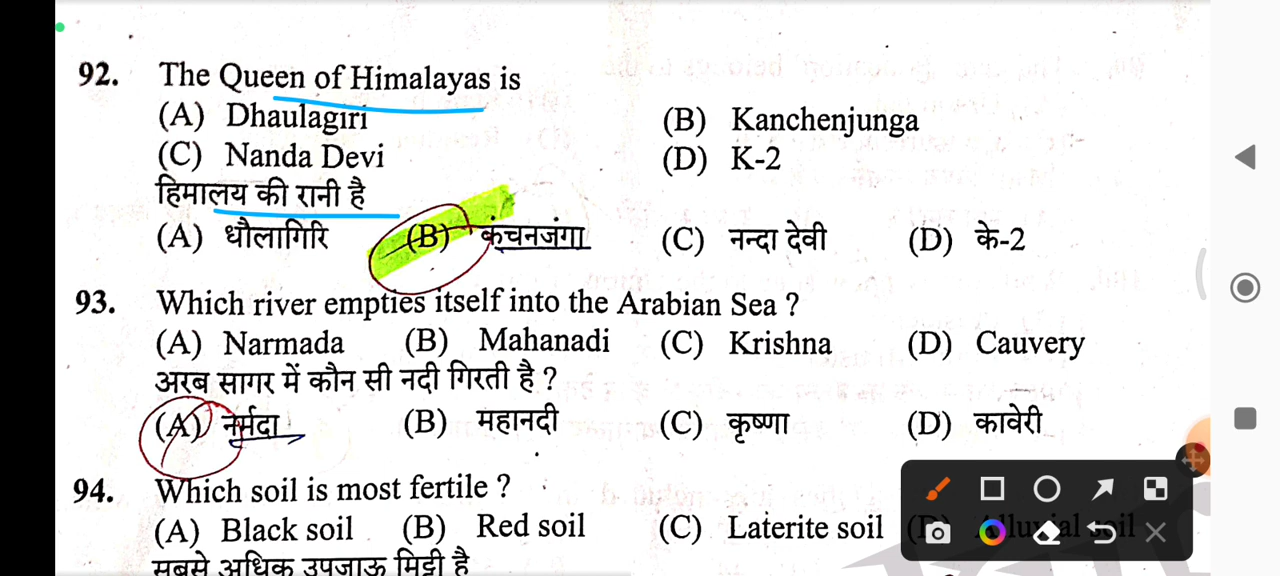 92. The Queen of Himalayas is
(A) Dhaulagiri (B) Kanchenjunga
(C) Nanda Devi (D) K-2
हिमालय की रानी है
(A) धौलागिरि (B) कंचनजंगा (C) नन्दा देवी (D) के-2
93. Which river empties itself into the Arabian Sea ?
(A) Narmada (B) Mahanadi (C) Krishna (D) Cauvery
अरब सागर में कौन सी नदी गिरती है ?
(A) नर्मदा (B) महानदी (C) कृष्णा (D) कावेरी
94. Which soil is most fertile ?
(A) Black soil (B) Red soil (C) Laterite soil (D) Alluvial soil
सबसे अधिक उपजाऊ मिट्टी है